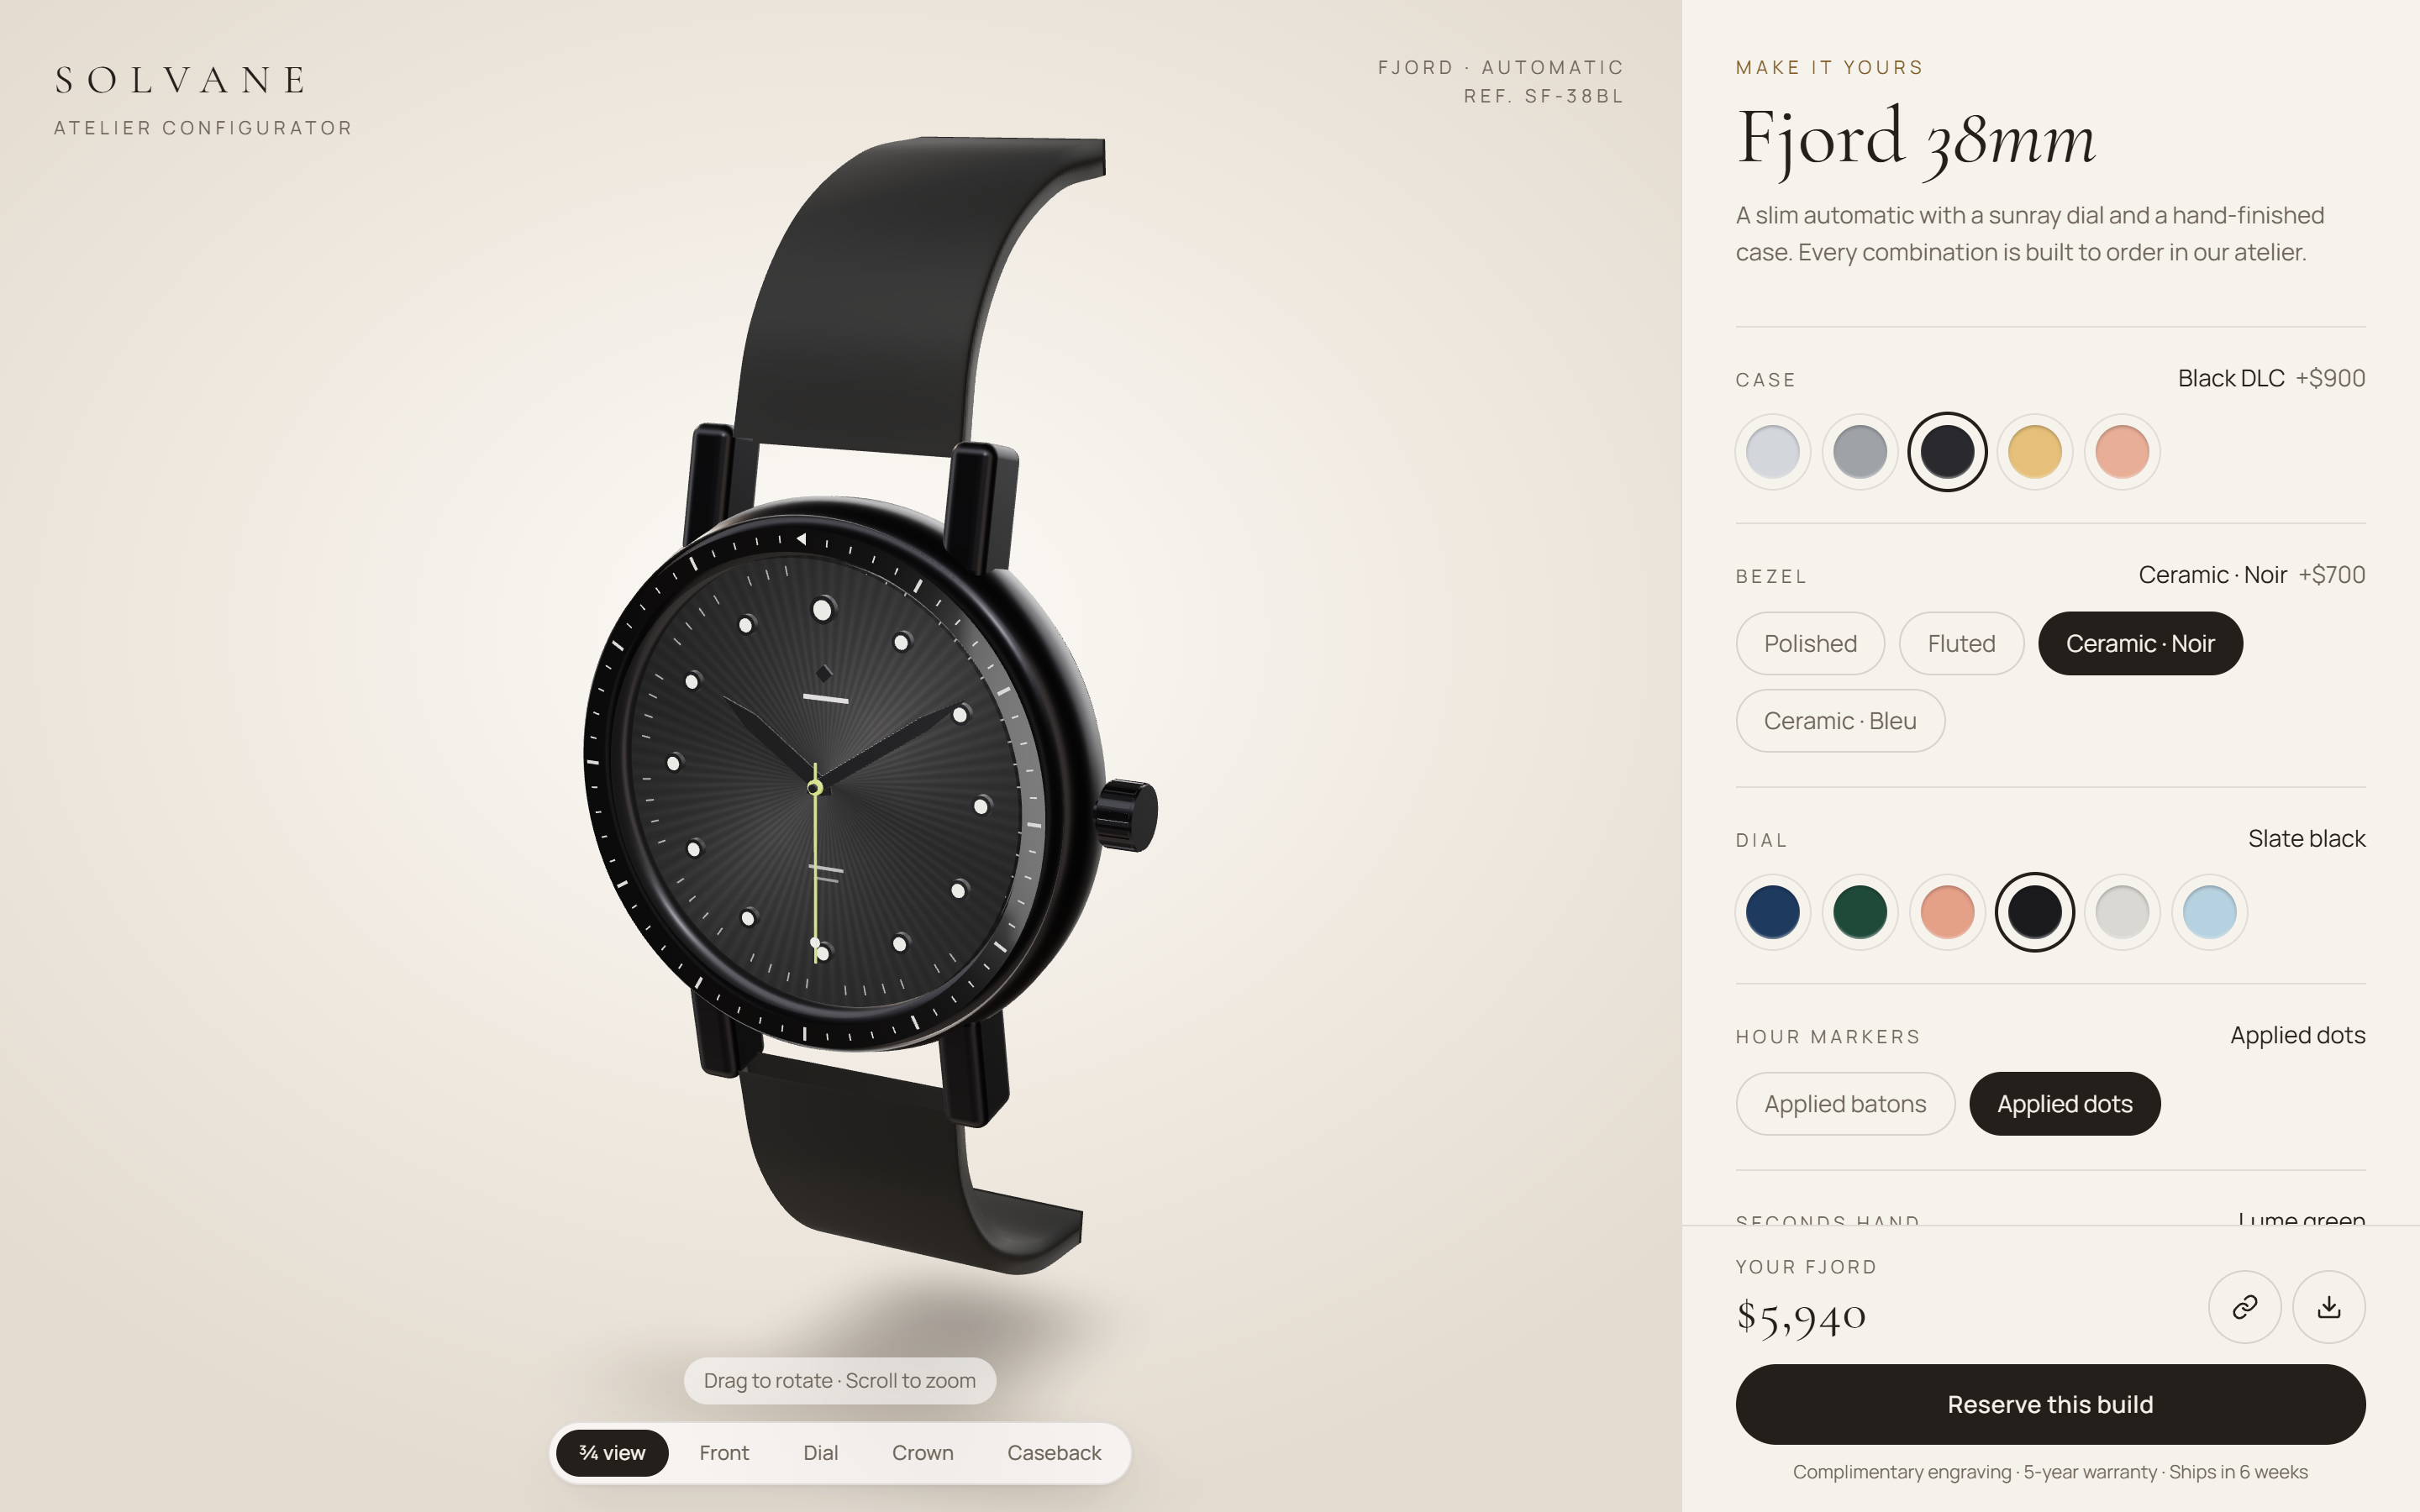 SOLVANE
ATELIER CONFIGURATOR
FJORD · AUTOMATIC
REF. SF-38BL
MAKE IT YOURS
Fjord 38mm
A slim automatic with a sunray dial and a hand-finished
case. Every combination is built to order in our atelier.
CASE Black DLC +$900
BEZEL Ceramic · Noir +$700
Polished Fluted Ceramic · Noir
Ceramic · Bleu
DIAL Slate black
HOUR MARKERS Applied dots
Applied batons Applied dots
SECONDS HAND Lume green
YOUR FJORD
$5,940
Reserve this build
Complimentary engraving · 5-year warranty · Ships in 6 weeks
Drag to rotate · Scroll to zoom
¾ view Front Dial Crown Caseback